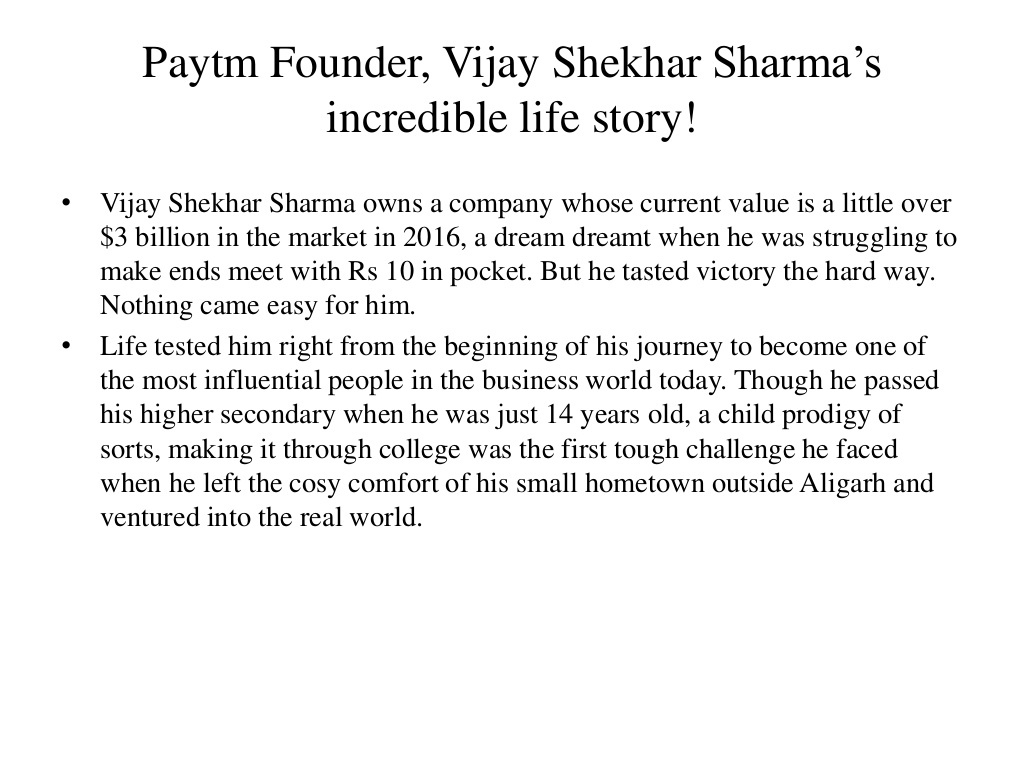 Paytm Founder, Vijay Shekhar Sharma’s
incredible life story!
• Vijay Shekhar Sharma owns a company whose current value is a little over
$3 billion in the market in 2016, a dream dreamt when he was struggling to
make ends meet with Rs 10 in pocket. But he tasted victory the hard way.
Nothing came easy for him.
• Life tested him right from the beginning of his journey to become one of
the most influential people in the business world today. Though he passed
his higher secondary when he was just 14 years old, a child prodigy of
sorts, making it through college was the first tough challenge he faced
when he left the cosy comfort of his small hometown outside Aligarh and
ventured into the real world.